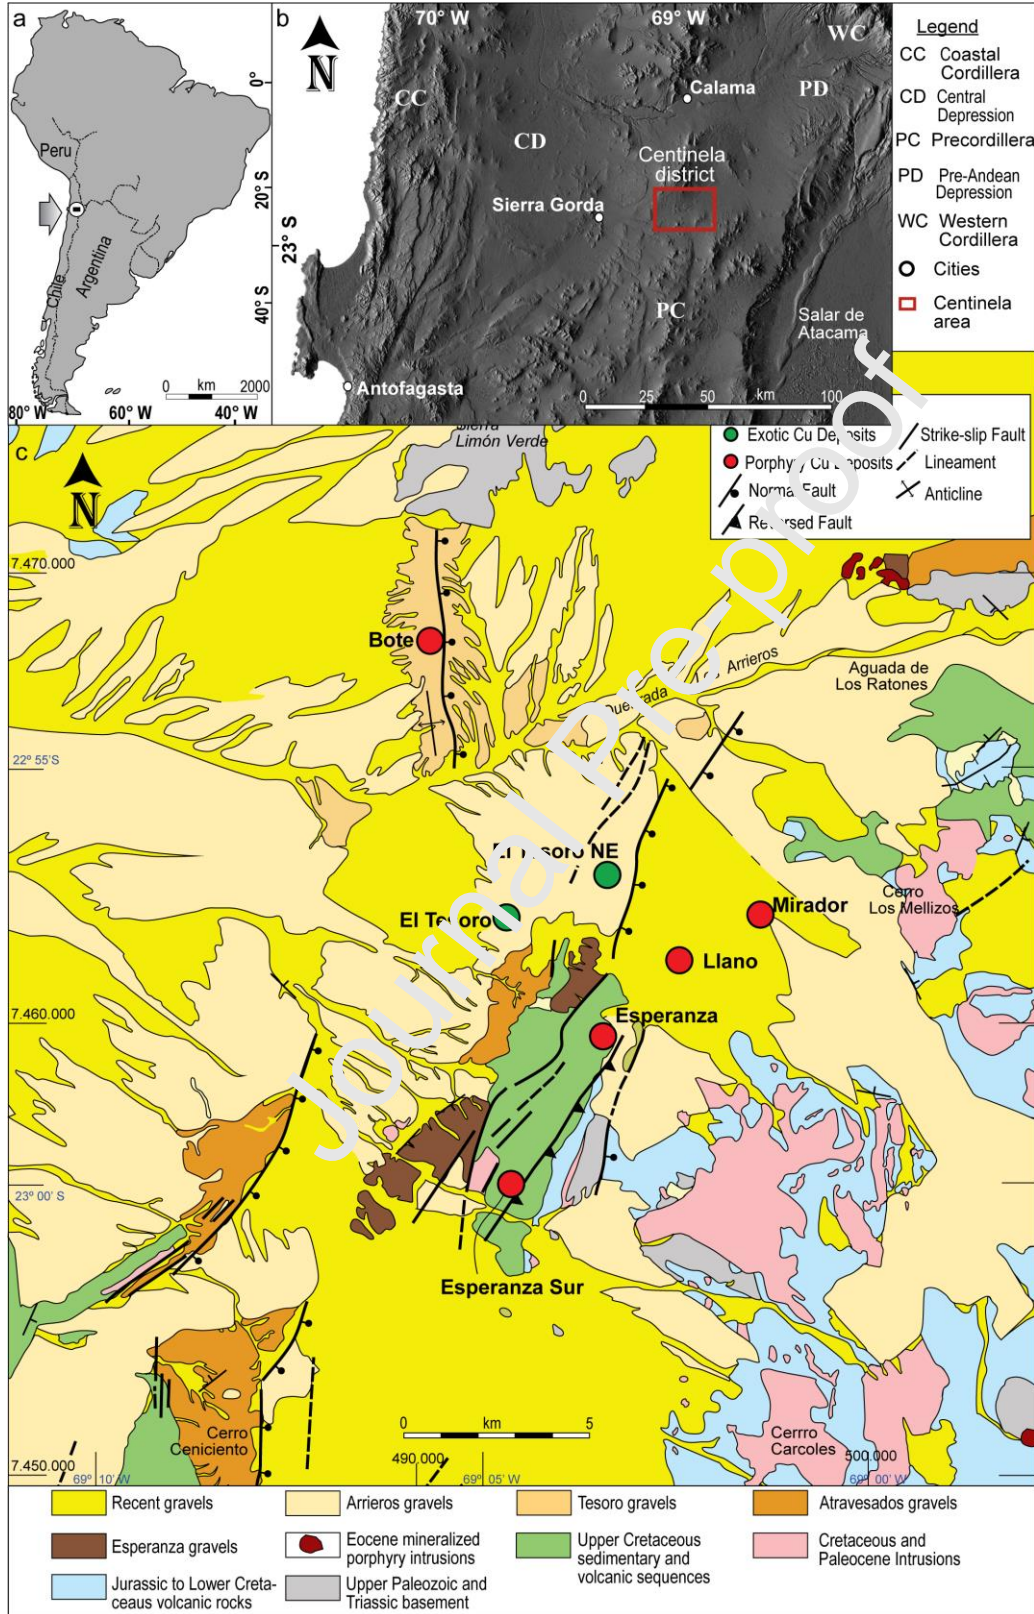 a
N
0°
Peru
20° S
Argentina
Chile
40° S
0 km 2000
80° W 60° W 40° W
b
70° W
69° W
WC
N
CC
PD
Calama
CD
Centinela
district
Sierra Gorda
23° S
PC
Salar de
Atacama
Antofagasta
0 25 50 km 100
Legend
CC Coastal
Cordillera
CD Central
Depression
PC Precordillera
PD Pre-Andean
Depression
WC Western
Cordillera
Cities
Centinela
area
Exotic Cu Deposits
Porphyry Cu Deposits
Normal Fault
Reversed Fault
Strike-slip Fault
Lineament
Anticline
c
N
Sierra
Limón Verde
7.470.000
Bote
Quebrada Arrieros
Aguada de
Los Ratones
22° 55'S
El Tesoro NE
El Tesoro
Mirador
Cerro
Los Mellizos
Llano
7.460.000
Esperanza
23° 00' S
Esperanza Sur
0 km 5
Cerro
Ceniciento
Cerrro
Carcoles
7.450.000
69° 10' W
490.000
69° 05' W
500.000
69° 00' W
Journal Pre-proof
Recent gravels
Arrieros gravels
Tesoro gravels
Atravesados gravels
Esperanza gravels
Eocene mineralized
porphyry intrusions
Upper Cretaceous
sedimentary and
volcanic sequences
Cretaceous and
Paleocene Intrusions
Jurassic to Lower Creta-
ceaus volcanic rocks
Upper Paleozoic and
Triassic basement